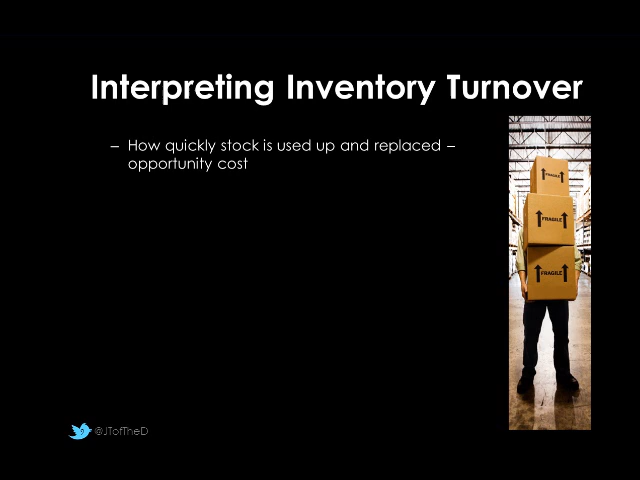 Interpreting Inventory Turnover
– How quickly stock is used up and replaced –
opportunity cost
FRAGILE
FRAGILE
FRAGILE
@JTofTheD